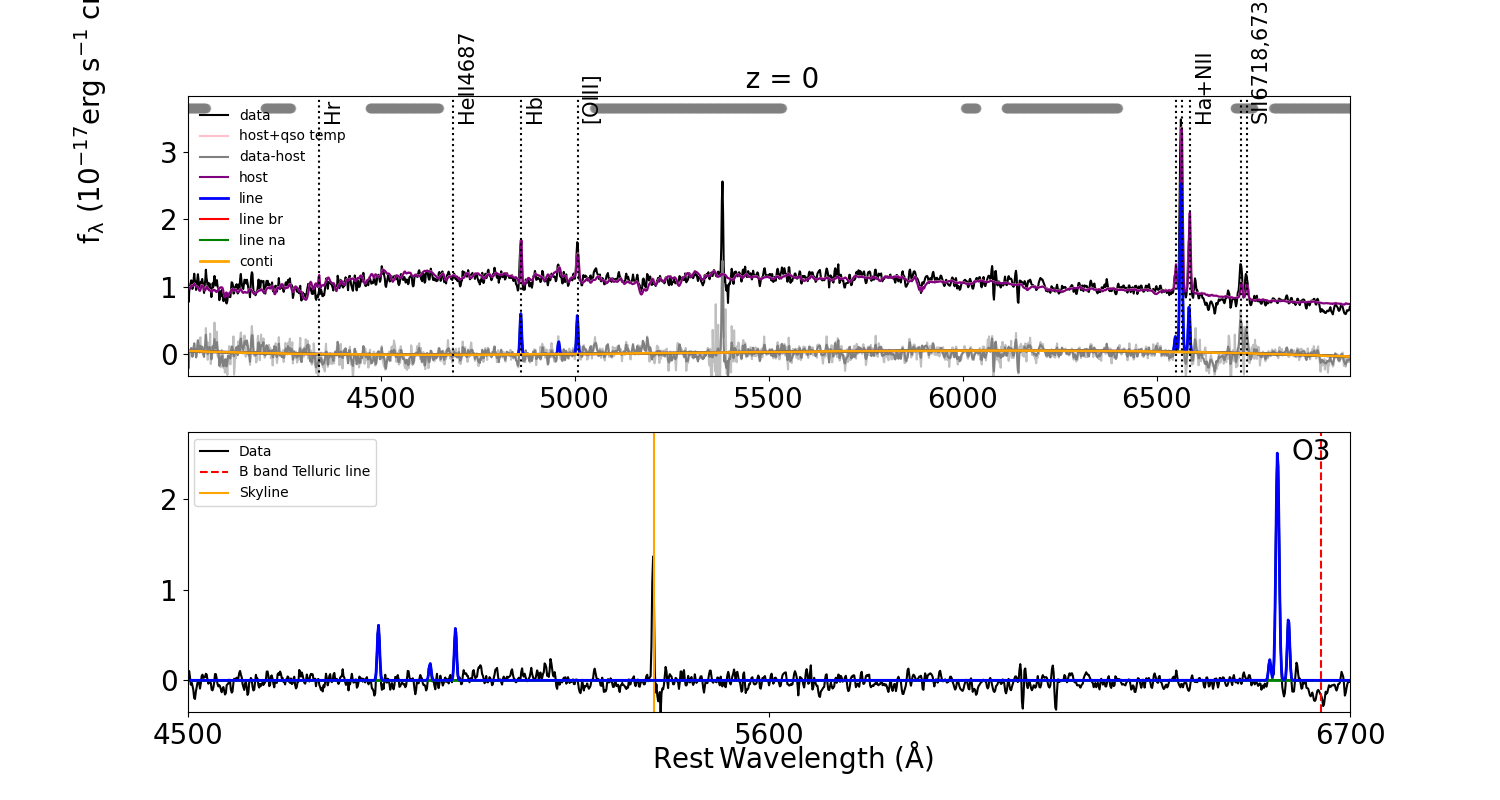 z = 0
f_λ (10^−17 erg s^−1
Hr
HeII4687
Hb
[OIII]
Ha+NII
SII6718,673
data
host+qso temp
data-host
host
line
line br
line na
conti
3
2
1
0
4500 5000 5500 6000 6500
Data
B band Telluric line
Skyline
O3
2
1
0
4500 5600 6700
Rest Wavelength (Å)